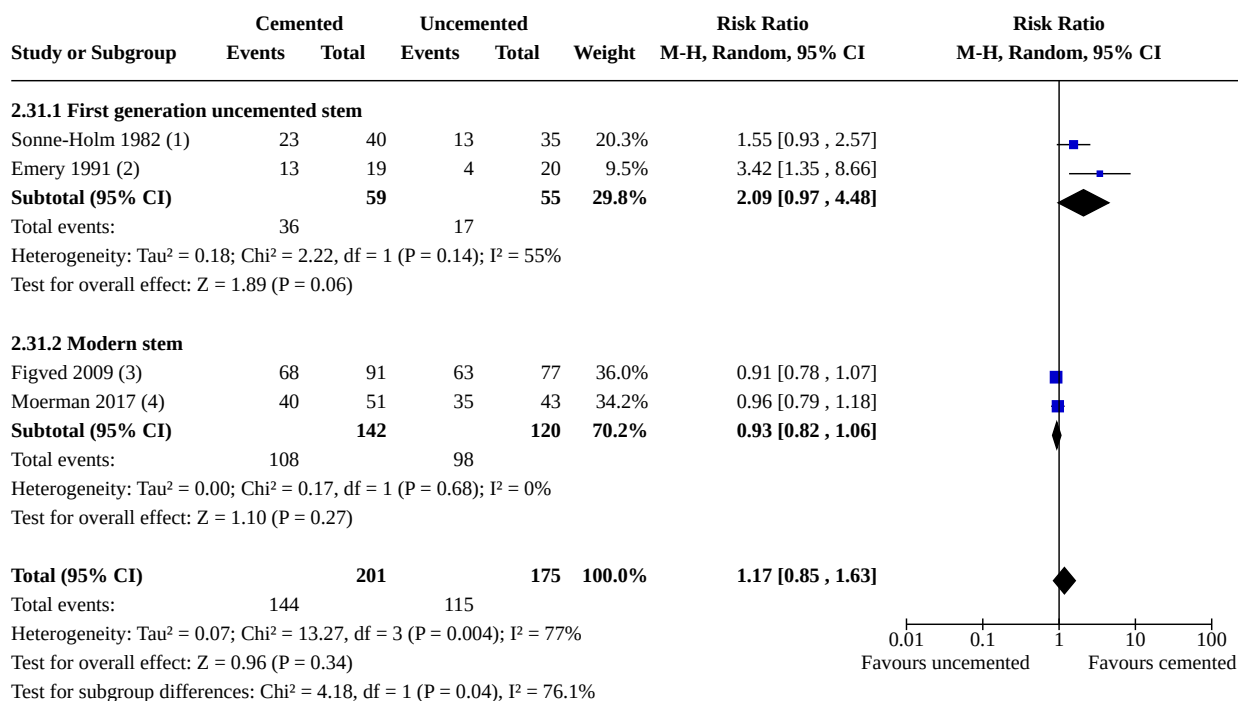 Cemented Uncemented Risk Ratio Risk Ratio
Study or Subgroup Events Total Events Total Weight M-H, Random, 95% CI M-H, Random, 95% CI
2.31.1 First generation uncemented stem
Sonne-Holm 1982 (1) 23 40 13 35 20.3% 1.55 [0.93 , 2.57]
Emery 1991 (2) 13 19 4 20 9.5% 3.42 [1.35 , 8.66]
Subtotal (95% CI) 59 55 29.8% 2.09 [0.97 , 4.48]
Total events: 36 17
Heterogeneity: Tau² = 0.18; Chi² = 2.22, df = 1 (P = 0.14); I² = 55%
Test for overall effect: Z = 1.89 (P = 0.06)
2.31.2 Modern stem
Figved 2009 (3) 68 91 63 77 36.0% 0.91 [0.78 , 1.07]
Moerman 2017 (4) 40 51 35 43 34.2% 0.96 [0.79 , 1.18]
Subtotal (95% CI) 142 120 70.2% 0.93 [0.82 , 1.06]
Total events: 108 98
Heterogeneity: Tau² = 0.00; Chi² = 0.17, df = 1 (P = 0.68); I² = 0%
Test for overall effect: Z = 1.10 (P = 0.27)
Total (95% CI) 201 175 100.0% 1.17 [0.85 , 1.63]
Total events: 144 115
Heterogeneity: Tau² = 0.07; Chi² = 13.27, df = 3 (P = 0.004); I² = 77%
0.01 0.1 1 10 100
Test for overall effect: Z = 0.96 (P = 0.34)
Favours uncemented Favours cemented
Test for subgroup differences: Chi² = 4.18, df = 1 (P = 0.04), I² = 76.1%